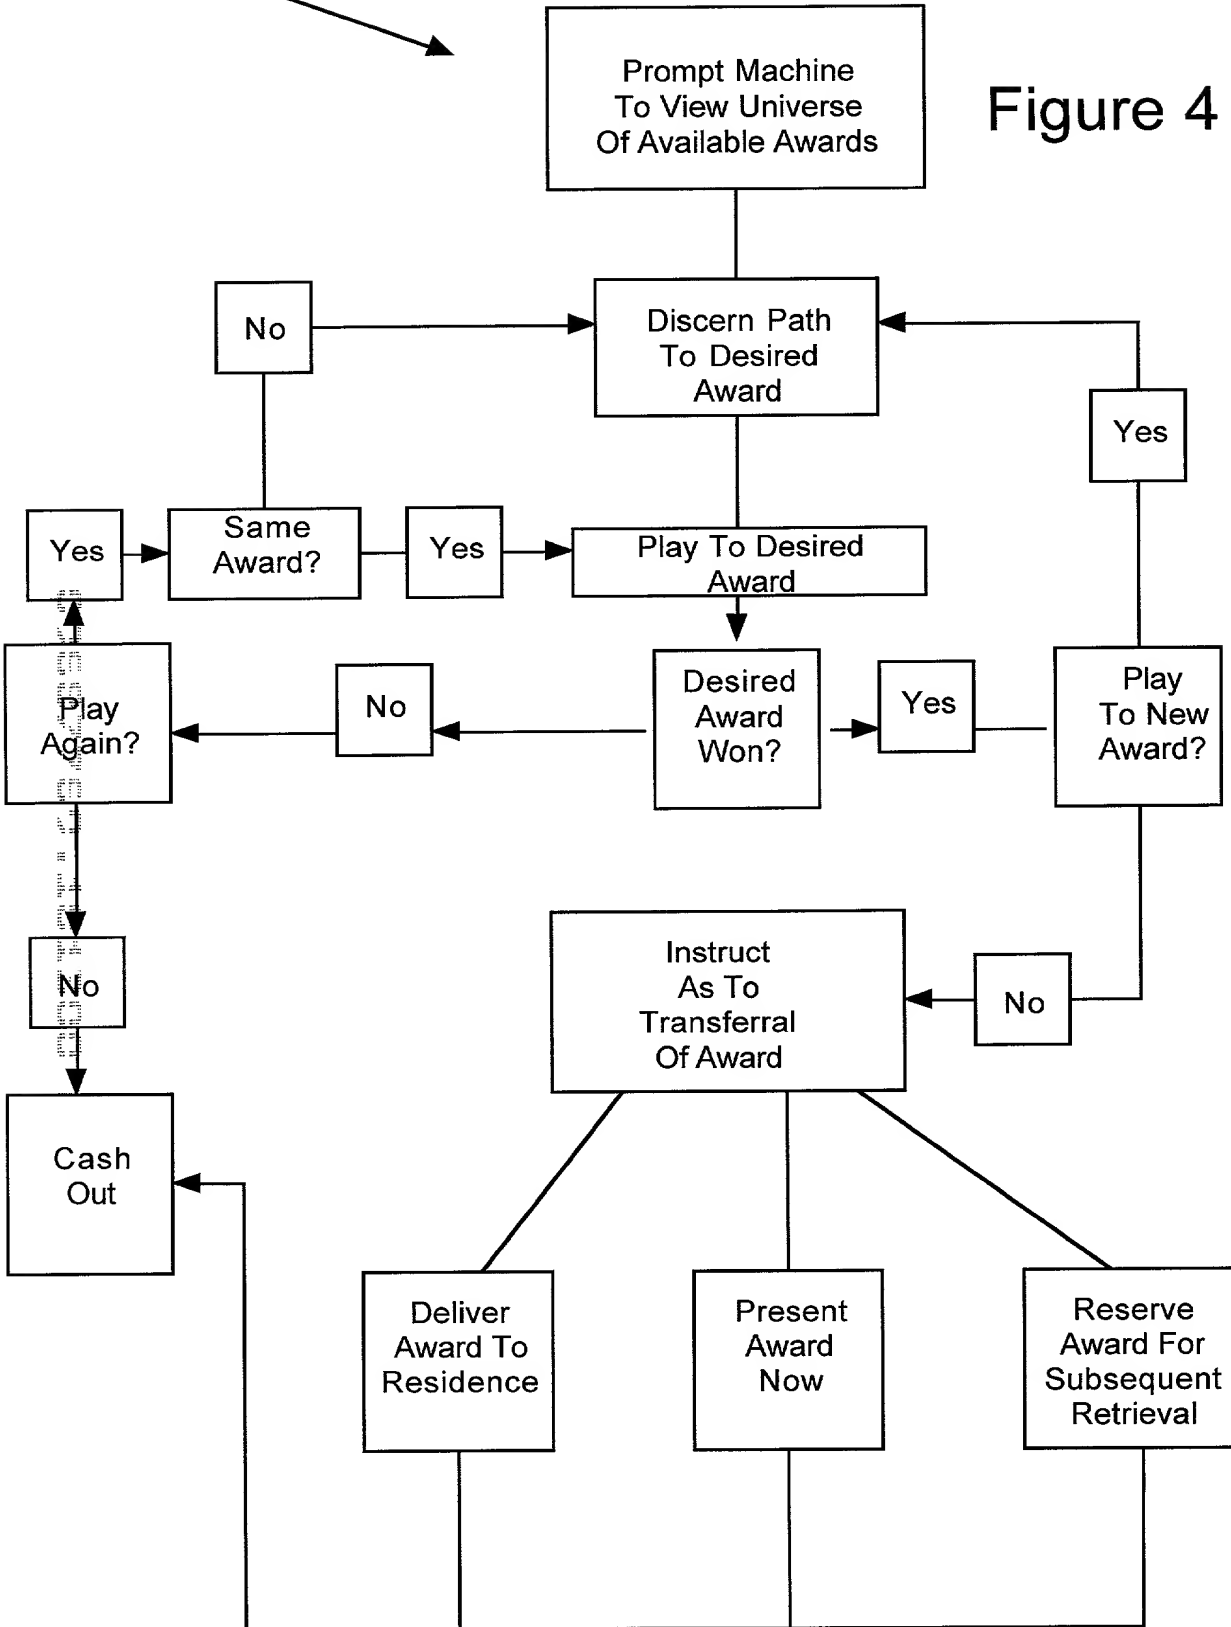 Figure 4
Prompt Machine
To View Universe
Of Available Awards
No
Discern Path
To Desired
Award
Yes
Yes
Same
Award?
Yes
Play To Desired
Award
Play
Again?
No
Desired
Award
Won?
Yes
Play
To New
Award?
No
Instruct
As To
Transferral
Of Award
No
Cash
Out
Deliver
Award To
Residence
Present
Award
Now
Reserve
Award For
Subsequent
Retrieval